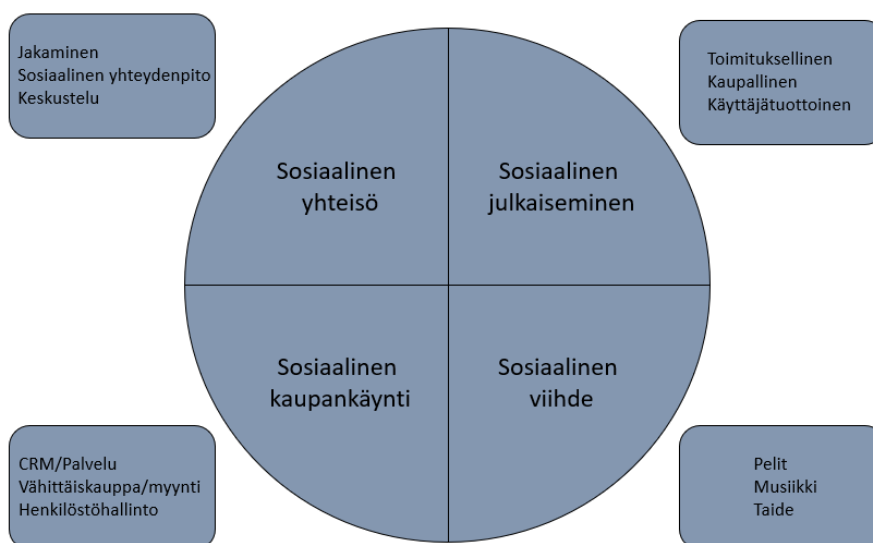 Jakaminen
Sosiaalinen yhteydenpito
Keskustelu
Toimituksellinen
Kaupallinen
Käyttäjätuottoinen
Sosiaalinen
yhteisö
Sosiaalinen
julkaiseminen
Sosiaalinen
kaupankäynti
Sosiaalinen
viihde
CRM/Palvelu
Vähittäiskauppa/myynti
Henkilöstöhallinto
Pelit
Musiikki
Taide